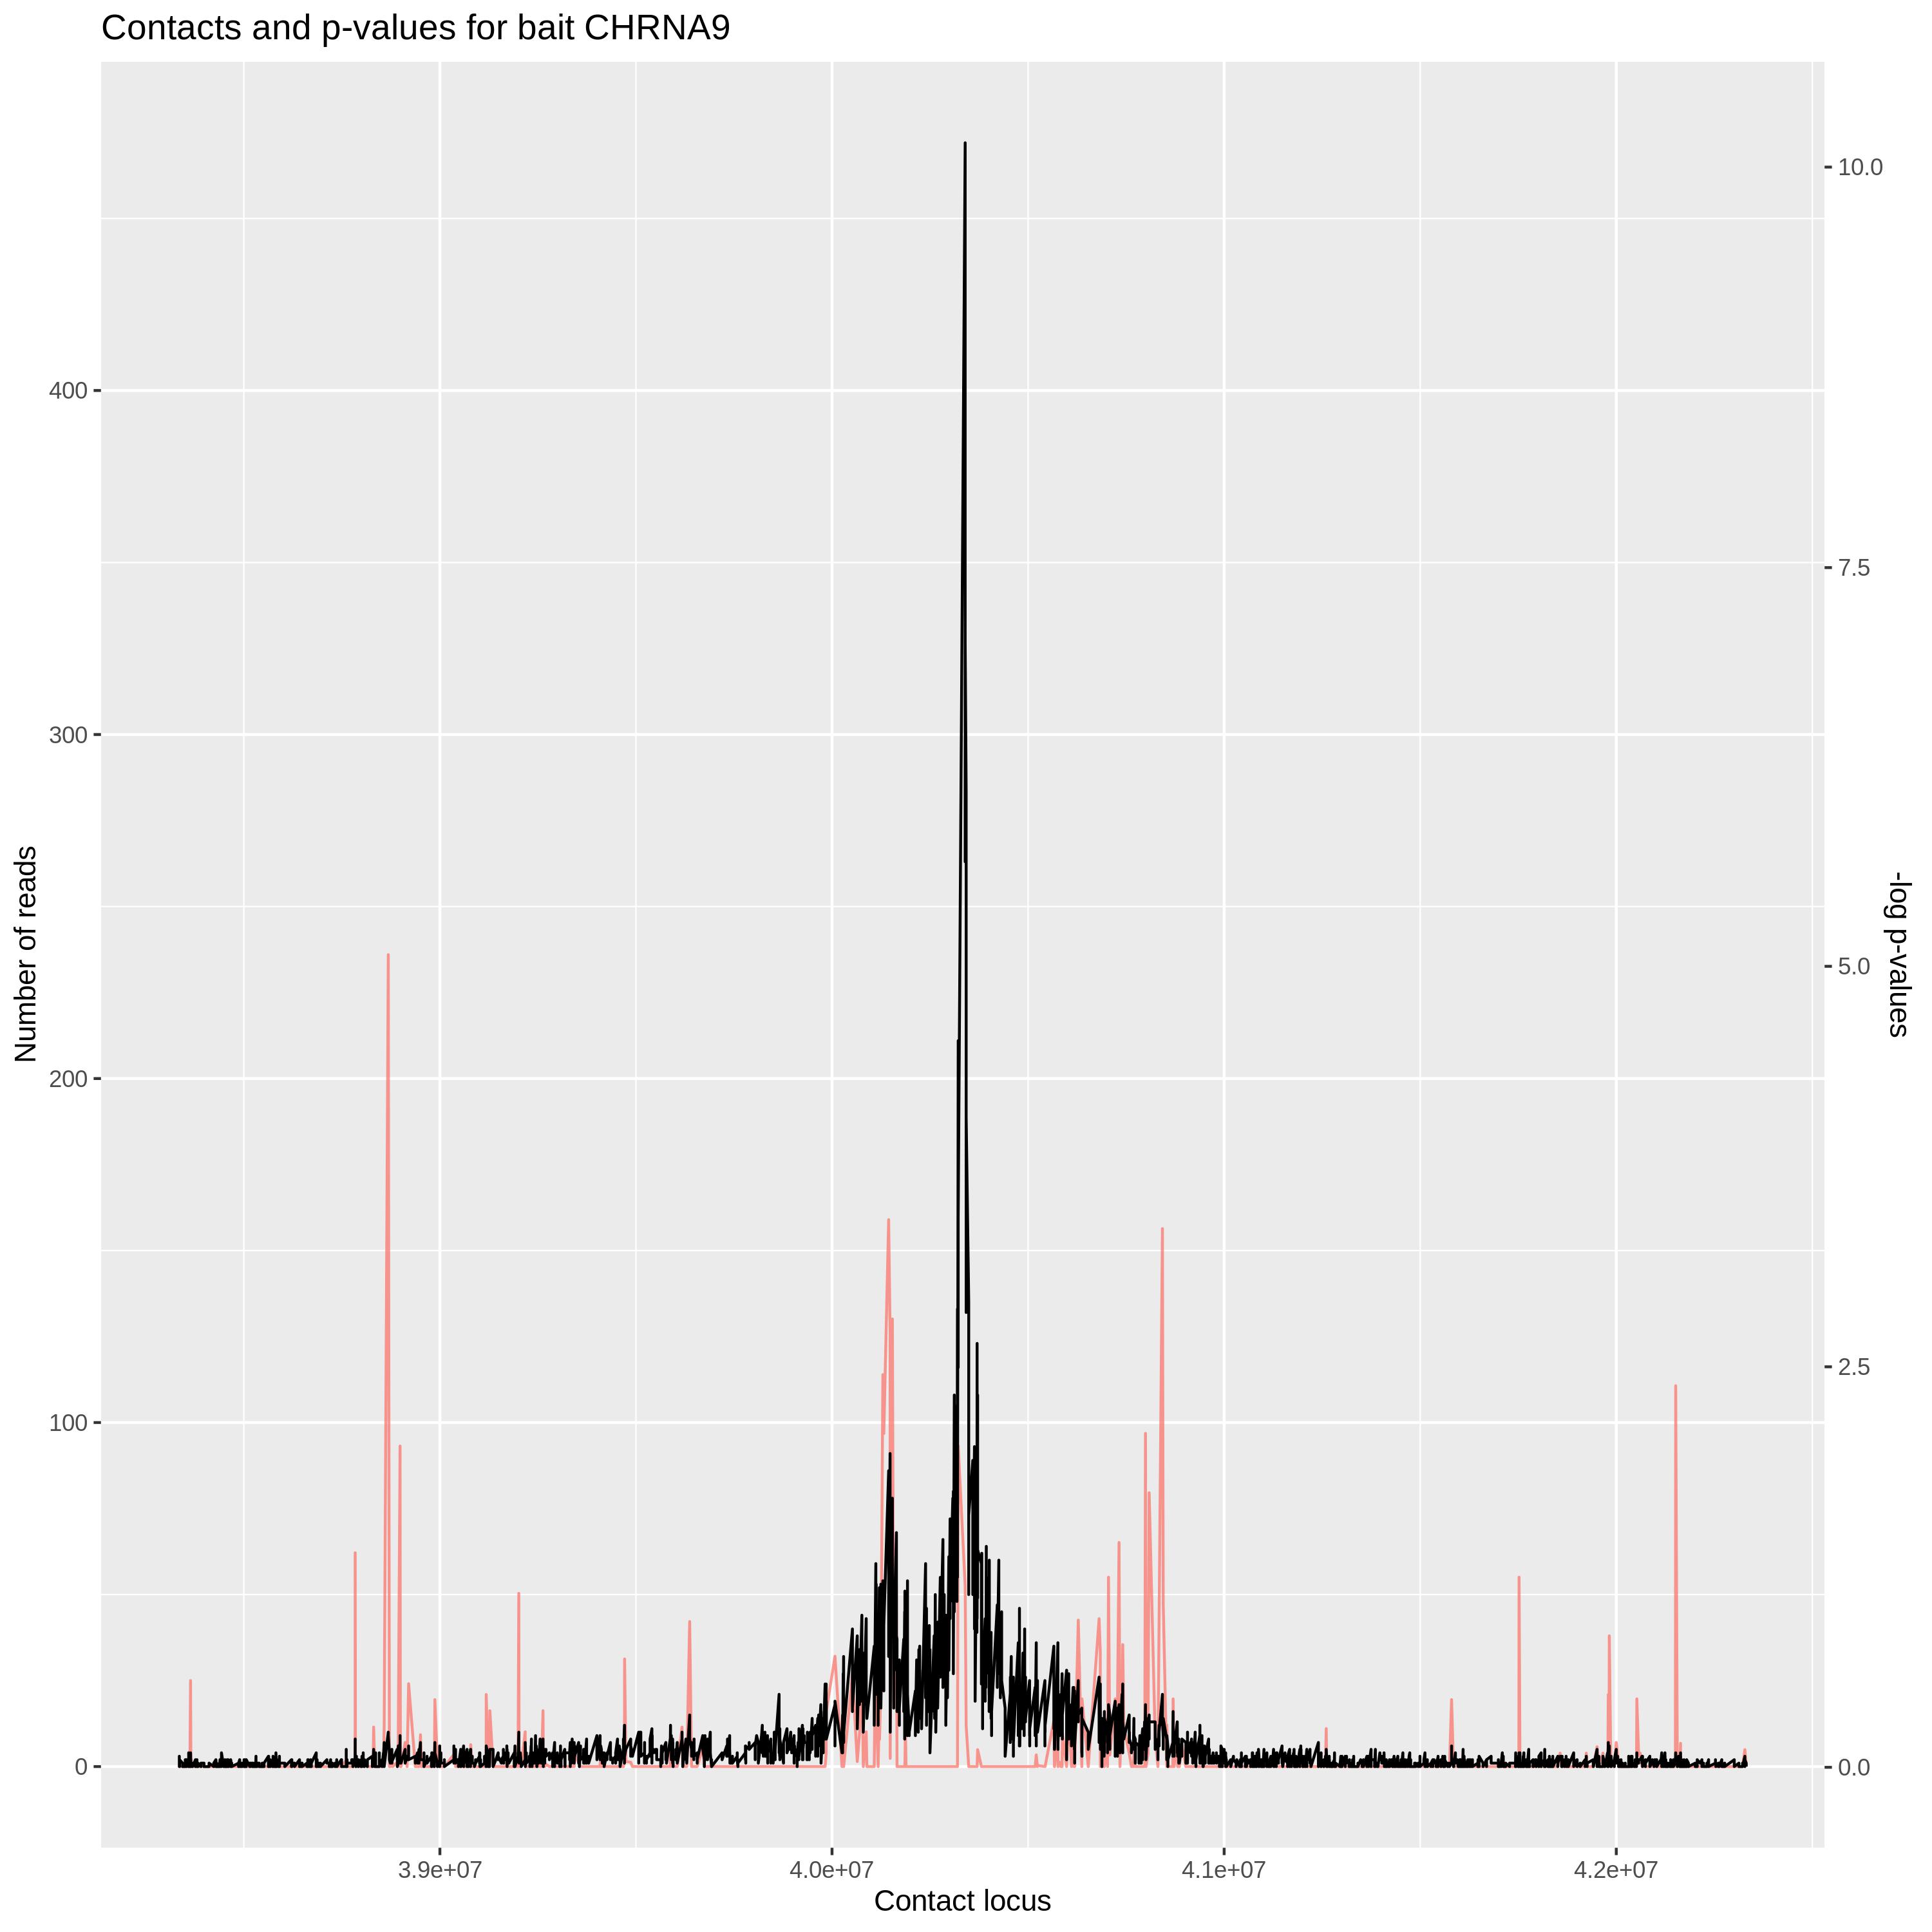 Contacts and p-values for bait CHRNA9
10.0
400
7.5
300
Number of reads
-log p-values
5.0
200
2.5
100
0
0.0
3.9e+07
4.0e+07
4.1e+07
4.2e+07
Contact locus